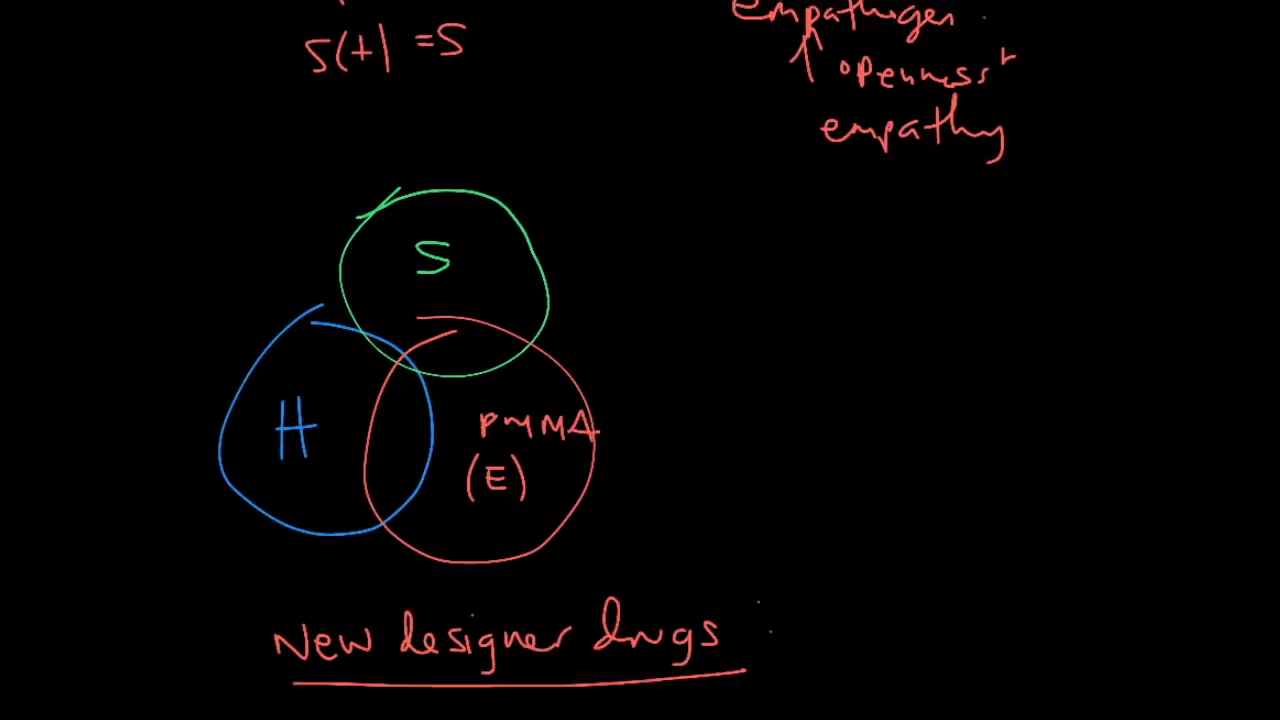 empathogen
S(+) = S
↑ openness +
empathy
S
H
PMMA
(E)
New designer drugs